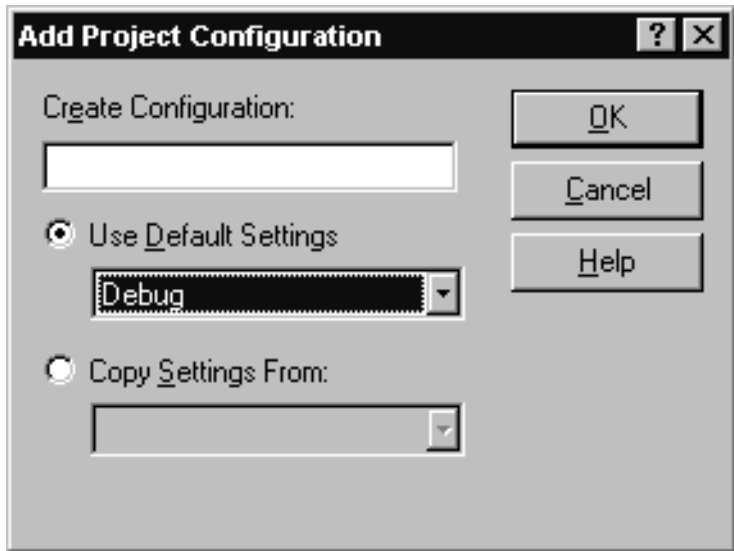 Add Project Configuration
?
Create Configuration:
OK
Cancel
Use Default Settings
Help
Debug
Copy Settings From: